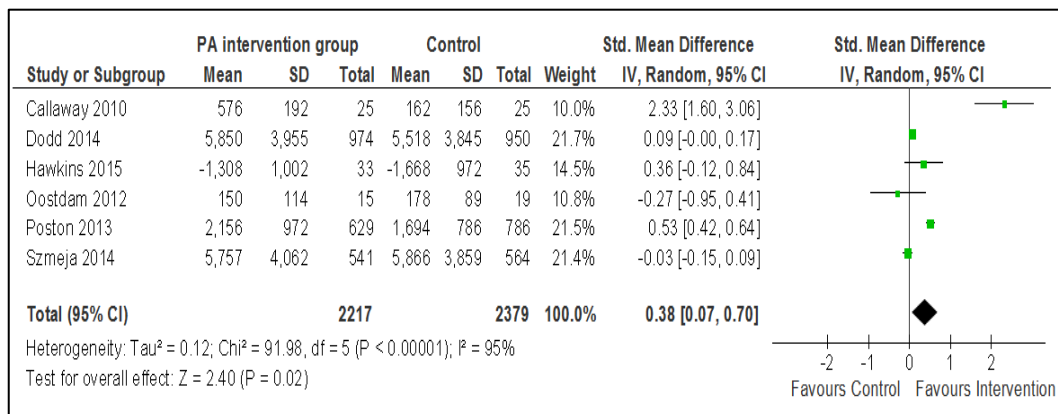 PA intervention group Control Std. Mean Difference Std. Mean Difference
Study or Subgroup Mean SD Total Mean SD Total Weight IV, Random, 95% CI IV, Random, 95% CI
Callaway 2010 576 192 25 162 156 25 10.0% 2.33 [1.60, 3.06]
Dodd 2014 5,850 3,955 974 5,518 3,845 950 21.7% 0.09 [-0.00, 0.17]
Hawkins 2015 -1,308 1,002 33 -1,668 972 35 14.5% 0.36 [-0.12, 0.84]
Oostdam 2012 150 114 15 178 89 19 10.8% -0.27 [-0.95, 0.41]
Poston 2013 2,156 972 629 1,694 786 786 21.5% 0.53 [0.42, 0.64]
Szmeja 2014 5,757 4,062 541 5,866 3,859 564 21.4% -0.03 [-0.15, 0.09]
Total (95% CI) 2217 2379 100.0% 0.38 [0.07, 0.70]
Heterogeneity: Tau² = 0.12; Chi² = 91.98, df = 5 (P < 0.00001); I² = 95%
Test for overall effect: Z = 2.40 (P = 0.02)
-2 -1 0 1 2
Favours Control Favours Intervention